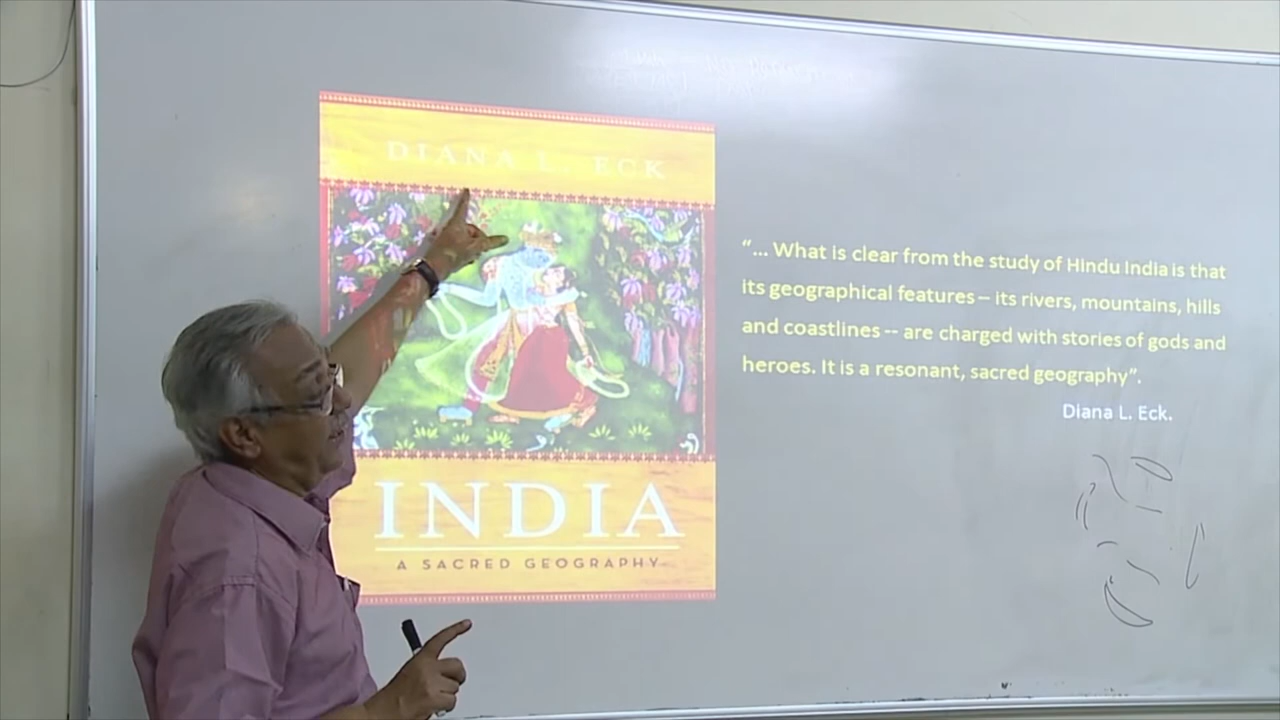 DIANA L. ECK
INDIA
A SACRED GEOGRAPHY
“... What is clear from the study of Hindu India is that
its geographical features – its rivers, mountains, hills
and coastlines -- are charged with stories of gods and
heroes. It is a resonant, sacred geography”.
Diana L. Eck.